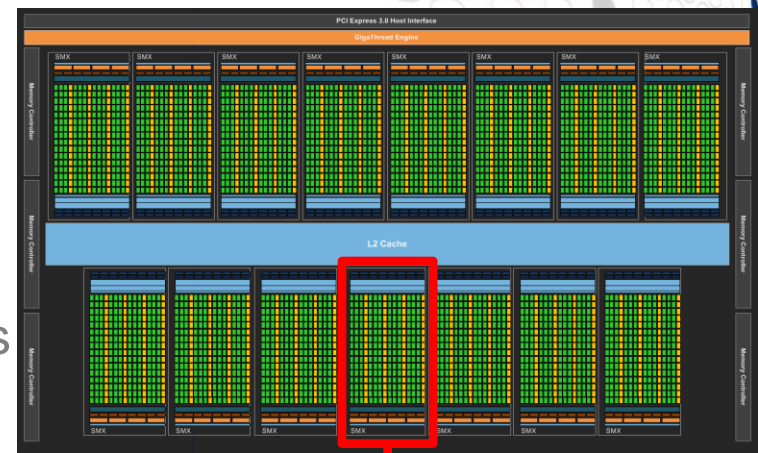 PCI Express 3.0 Host Interface
GigaThread Engine
SMX SMX SMX SMX SMX SMX SMX SMX
Memory Controller Memory Controller
L2 Cache
Memory Controller Memory Controller
s
Memory Controller Memory Controller
SMX SMX SMX SMX SMX SMX SMX